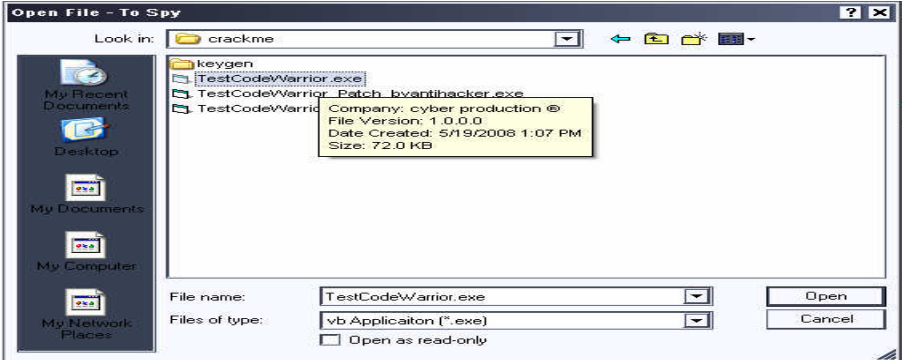 Open File - To Spy
Look in: crackme
keygen
TestCodeWarrior.exe
TestCodeWarrior_Patch_byantihacker.exe
TestCodeWarrio
Company: cyber production ®
File Version: 1.0.0.0
Date Created: 5/19/2008 1:07 PM
Size: 72.0 KB
My Recent
Documents
Desktop
My Documents
My Computer
My Network
Places
File name: TestCodeWarrior.exe Open
Files of type: vb Applicaiton (*.exe) Cancel
Open as read-only